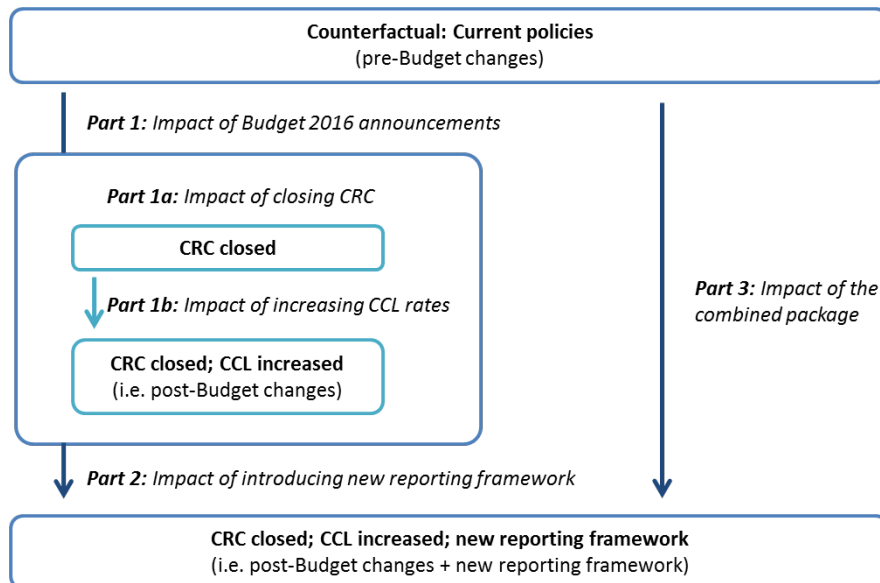 Counterfactual: Current policies
(pre-Budget changes)
Part 1: Impact of Budget 2016 announcements
Part 1a: Impact of closing CRC
CRC closed
Part 1b: Impact of increasing CCL rates
CRC closed; CCL increased
(i.e. post-Budget changes)
Part 3: Impact of the
combined package
Part 2: Impact of introducing new reporting framework
CRC closed; CCL increased; new reporting framework
(i.e. post-Budget changes + new reporting framework)